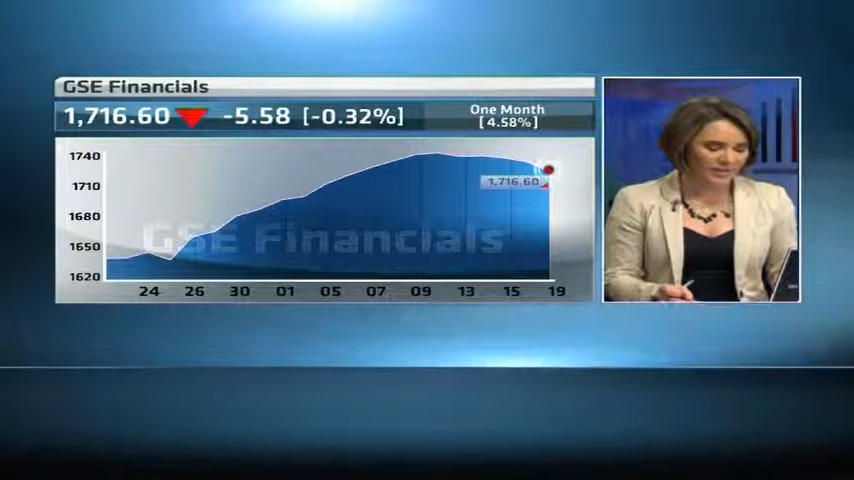 GSE Financials
1,716.60 -5.58 [-0.32%]
One Month
[4.58%]
1740
1710
1680
1650
1620
1,716.60
GSE Financials
24 26 30 01 05 07 09 13 15 19